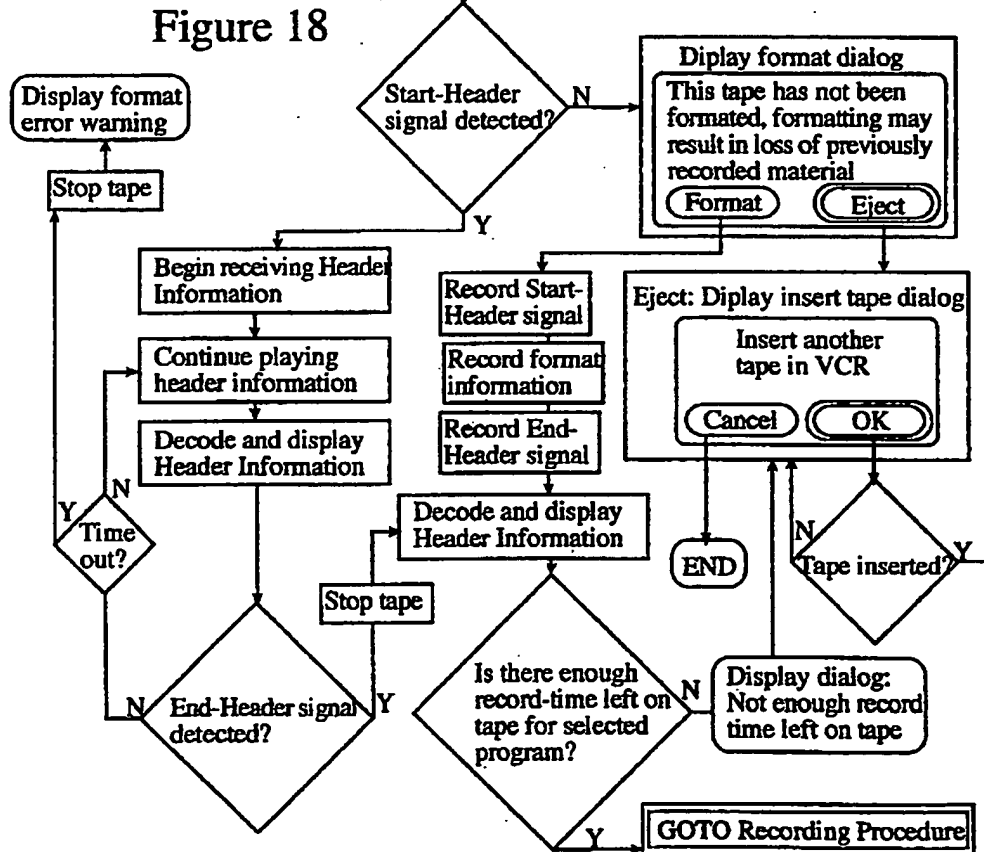 Figure 18
Start-Header
signal detected?
N
Y
Diplay format dialog
This tape has not been
formated, formatting may
result in loss of previously
recorded material
Format
Eject
Display format
error warning
Stop tape
Begin receiving Header
Information
Continue playing
header information
Decode and display
Header Information
N
Y
Time
out?
End-Header signal
detected?
N
Y
Stop tape
Record Start-
Header signal
Record format
information
Record End-
Header signal
Decode and display
Header Information
Is there enough
record-time left on
tape for selected
program?
N
Y
Eject: Diplay insert tape dialog
Insert another
tape in VCR
Cancel
OK
END
N
Tape inserted?
Y
Display dialog:
Not enough record
time left on tape
GOTO Recording Procedure